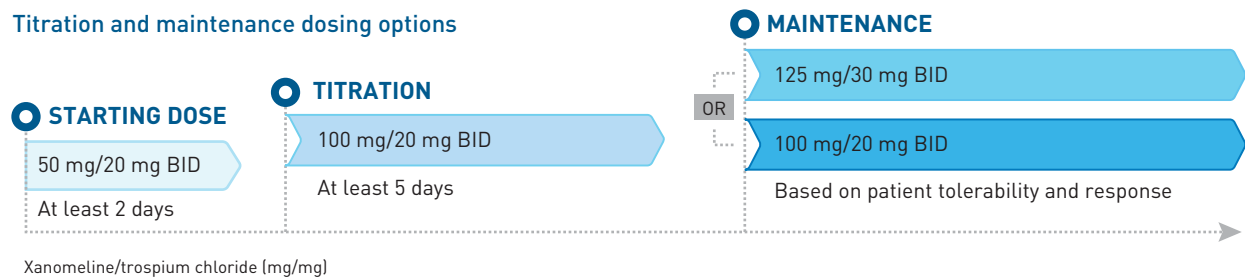 Titration and maintenance dosing options
STARTING DOSE
50 mg/20 mg BID
At least 2 days
TITRATION
100 mg/20 mg BID
At least 5 days
MAINTENANCE
125 mg/30 mg BID
OR
100 mg/20 mg BID
Based on patient tolerability and response
Xanomeline/trospium chloride (mg/mg)